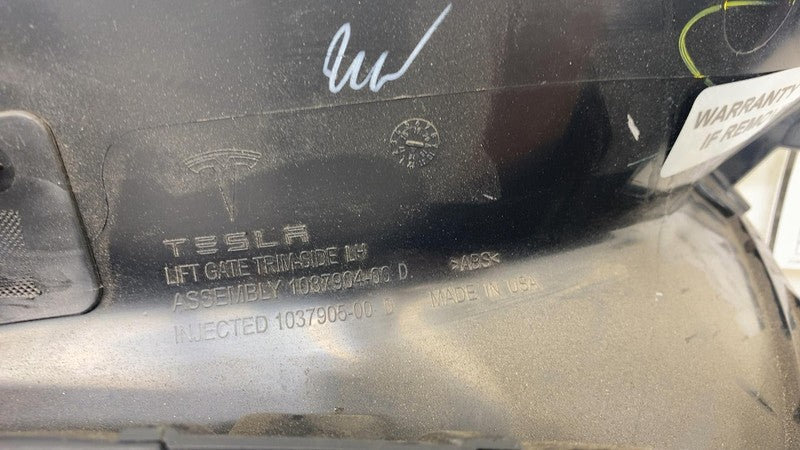 WARRANTY
IF REMO
TESLA
LIFT GATE TRIM-SIDE LH
ASSEMBLY 1037904-00 D
>ABS<
INJECTED 1037905-00 D
MADE IN USA